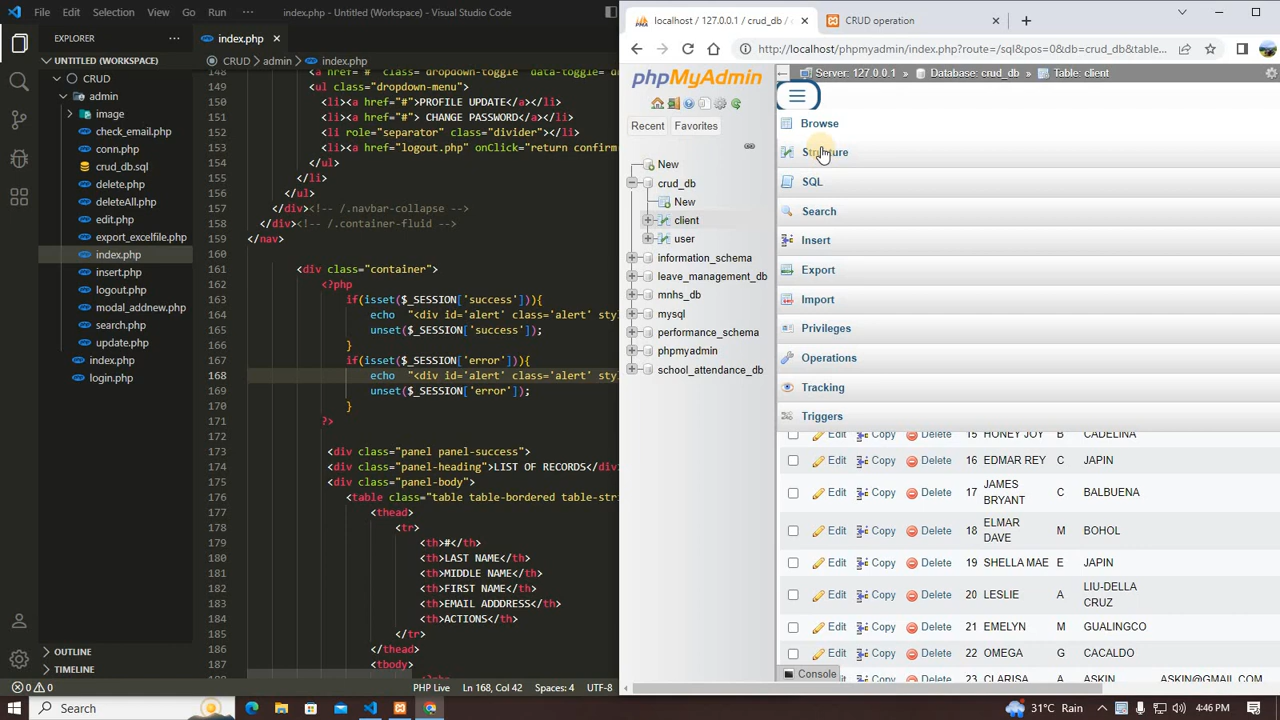 File Edit Selection View Go Run ... index.php - Untitled (Workspace) - Visual Studio Code
EXPLORER ...
UNTITLED (WORKSPACE)
CRUD
admin
image
check_email.php
conn.php
crud_db.sql
delete.php
deleteAll.php
edit.php
export_excelfile.php
index.php
insert.php
logout.php
modal_addnew.php
search.php
update.php
index.php
login.php
OUTLINE
TIMELINE
index.php
CRUD > admin > index.php
148 <a href="#" class="dropdown-toggle" data-toggle="
149 <ul class="dropdown-menu">
150 <li><a href="#">PROFILE UPDATE</a></li>
151 <li><a href="#"> CHANGE PASSWORD</a></li>
152 <li role="separator" class="divider"></li>
153 <li><a href="logout.php" onClick="return confirm
154 </ul>
155 </li>
156 </ul>
157 </div><!-- /.navbar-collapse -->
158 </div><!-- /.container-fluid -->
159 </nav>
160
161 <div class="container">
162 <?php
163 if(isset($_SESSION['success'])){
164 echo "<div id='alert' class='alert' sty
165 unset($_SESSION['success']);
166 }
167 if(isset($_SESSION['error'])){
168 echo "<div id='alert' class='alert' sty
169 unset($_SESSION['error']);
170 }
171 ?>
172
173 <div class="panel panel-success">
174 <div class="panel-heading">LIST OF RECORDS</div
175 <div class="panel-body">
176 <table class="table table-bordered table-str
177 <thead>
178 <tr>
179 <th>#</th>
180 <th>LAST NAME</th>
181 <th>MIDDLE NAME</th>
182 <th>FIRST NAME</th>
183 <th>EMAIL ADDDRESS</th>
184 <th>ACTIONS</th>
185 </tr>
186 </thead>
187 <tbody>
0 0 PHP Live Ln 168, Col 42 Spaces: 4 UTF-8
localhost / 127.0.0.1 / crud_db / c
CRUD operation
http://localhost/phpmyadmin/index.php?route=/sql&pos=0&db=crud_db&table...
phpMyAdmin
Recent Favorites
New
crud_db
New
client
user
information_schema
leave_management_db
mnhs_db
mysql
performance_schema
phpmyadmin
school_attendance_db
Server: 127.0.0.1 » Database: crud_db » Table: client
Browse
Structure
SQL
Search
Insert
Export
Import
Privileges
Operations
Tracking
Triggers
Edit Copy Delete 15 HONEY JOY B CADELINA
Edit Copy Delete 16 EDMAR REY C JAPIN
Edit Copy Delete 17 JAMES BRYANT C BALBUENA
Edit Copy Delete 18 ELMAR DAVE M BOHOL
Edit Copy Delete 19 SHELLA MAE E JAPIN
Edit Copy Delete 20 LESLIE A LIU-DELLA CRUZ
Edit Copy Delete 21 EMELYN M GUALINGCO
Edit Copy Delete 22 OMEGA G CACALDO
Edit Copy Delete 23 CLARISA A ASKIN ASKIN@GMAIL.COM
Console
Search
31°C Rain
4:46 PM